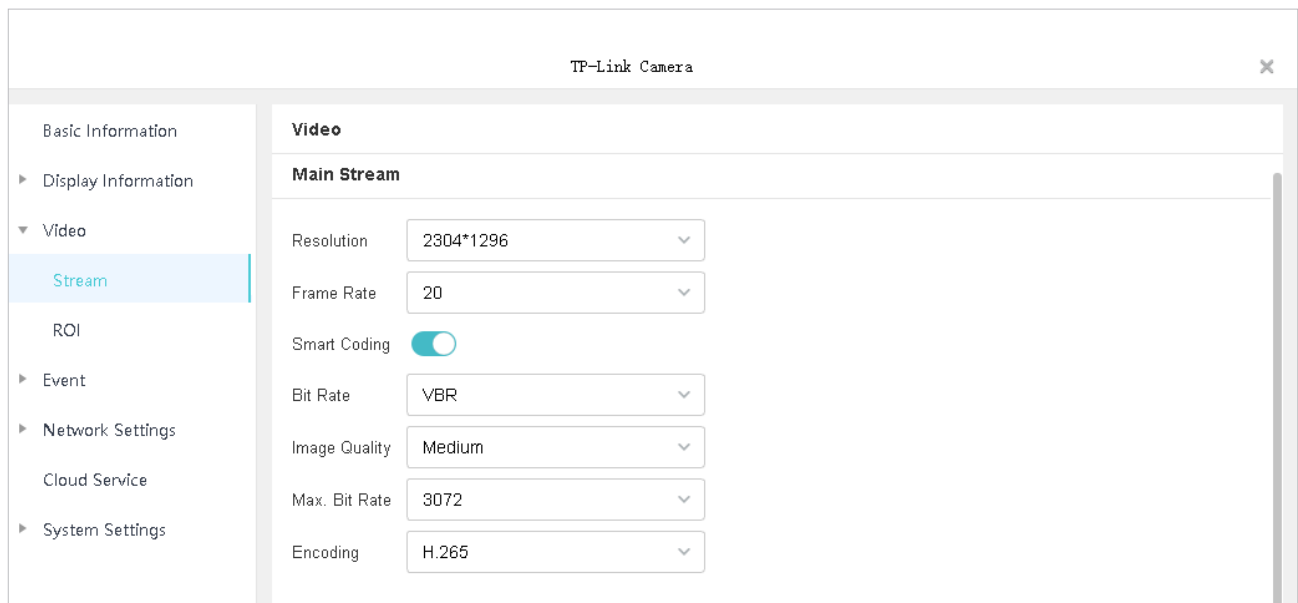 TP-Link Camera
Basic Information
Display Information
Video
Stream
ROI
Event
Network Settings
Cloud Service
System Settings
Video
Main Stream
Resolution 2304*1296
Frame Rate 20
Smart Coding
Bit Rate VBR
Image Quality Medium
Max. Bit Rate 3072
Encoding H.265